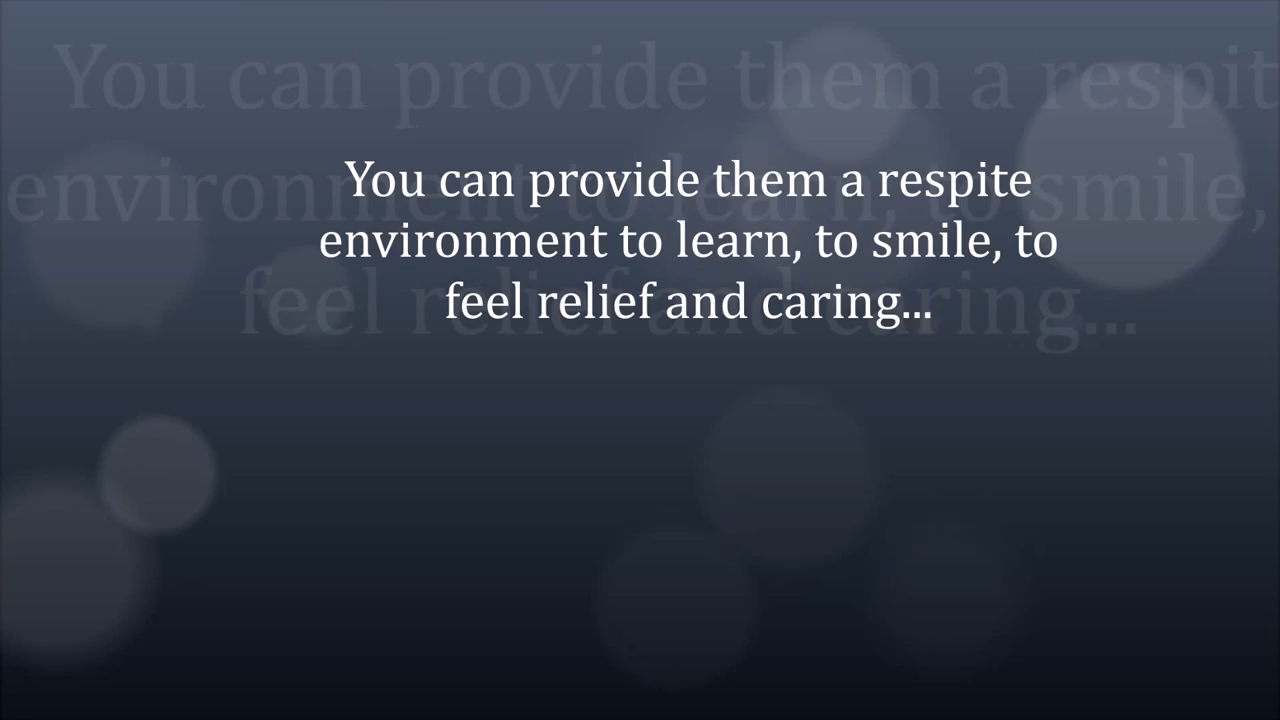 You can provide them a respite
environment to learn, to smile, to
feel relief and caring...